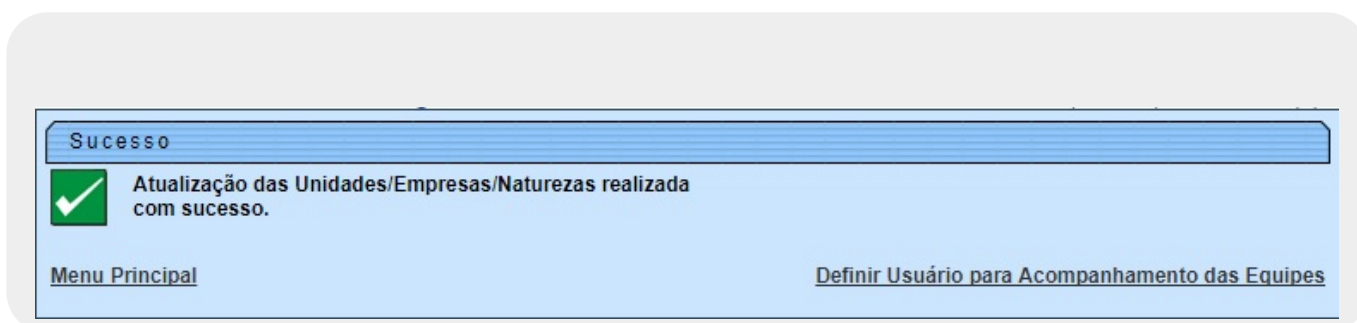 Sucesso
Atualização das Unidades/Empresas/Naturezas realizada
com sucesso.
Menu Principal
Definir Usuário para Acompanhamento das Equipes